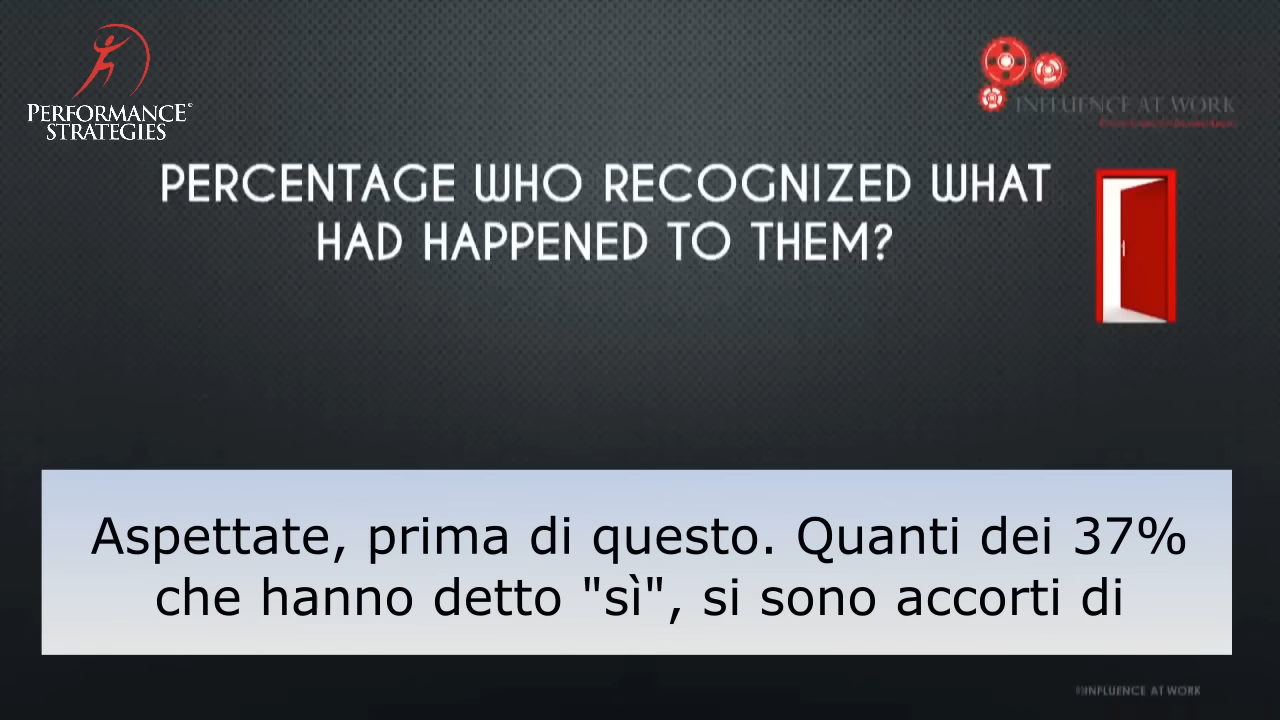 PERFORMANCE©
STRATEGIES
INFLUENCE AT WORK
PERCENTAGE WHO RECOGNIZED WHAT
HAD HAPPENED TO THEM?
Aspettate, prima di questo. Quanti dei 37%
che hanno detto "sì", si sono accorti di
©INFLUENCE AT WORK